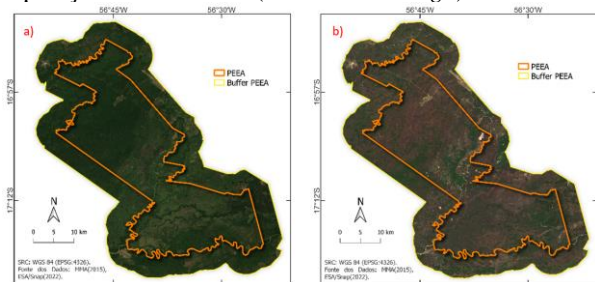 56°45'W 56°30'W
a)
PEEA
Buffer PEEA
16°57'S
17°12'S
N
0 5 10 km
SRC: WGS 84 (EPSG:4326).
Fonte dos Dados: MMA(2015),
ESA/Snap(2022).
56°45'W 56°30'W
b)
PEEA
Buffer PEEA
16°57'S
17°12'S
N
0 5 10 km
SRC: WGS 84 (EPSG:4326).
Fonte dos Dados: MMA(2015),
ESA/Snap(2022).